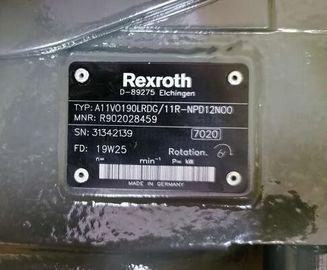 Rexroth
D-89275 Elchingen
TYP: A11VO190LRDG/11R-NPD12N00
MNR: R902028459
SN: 31342139 7020
FD: 19W25 Rotation
n= min⁻¹ P= kW
MADE IN GERMANY